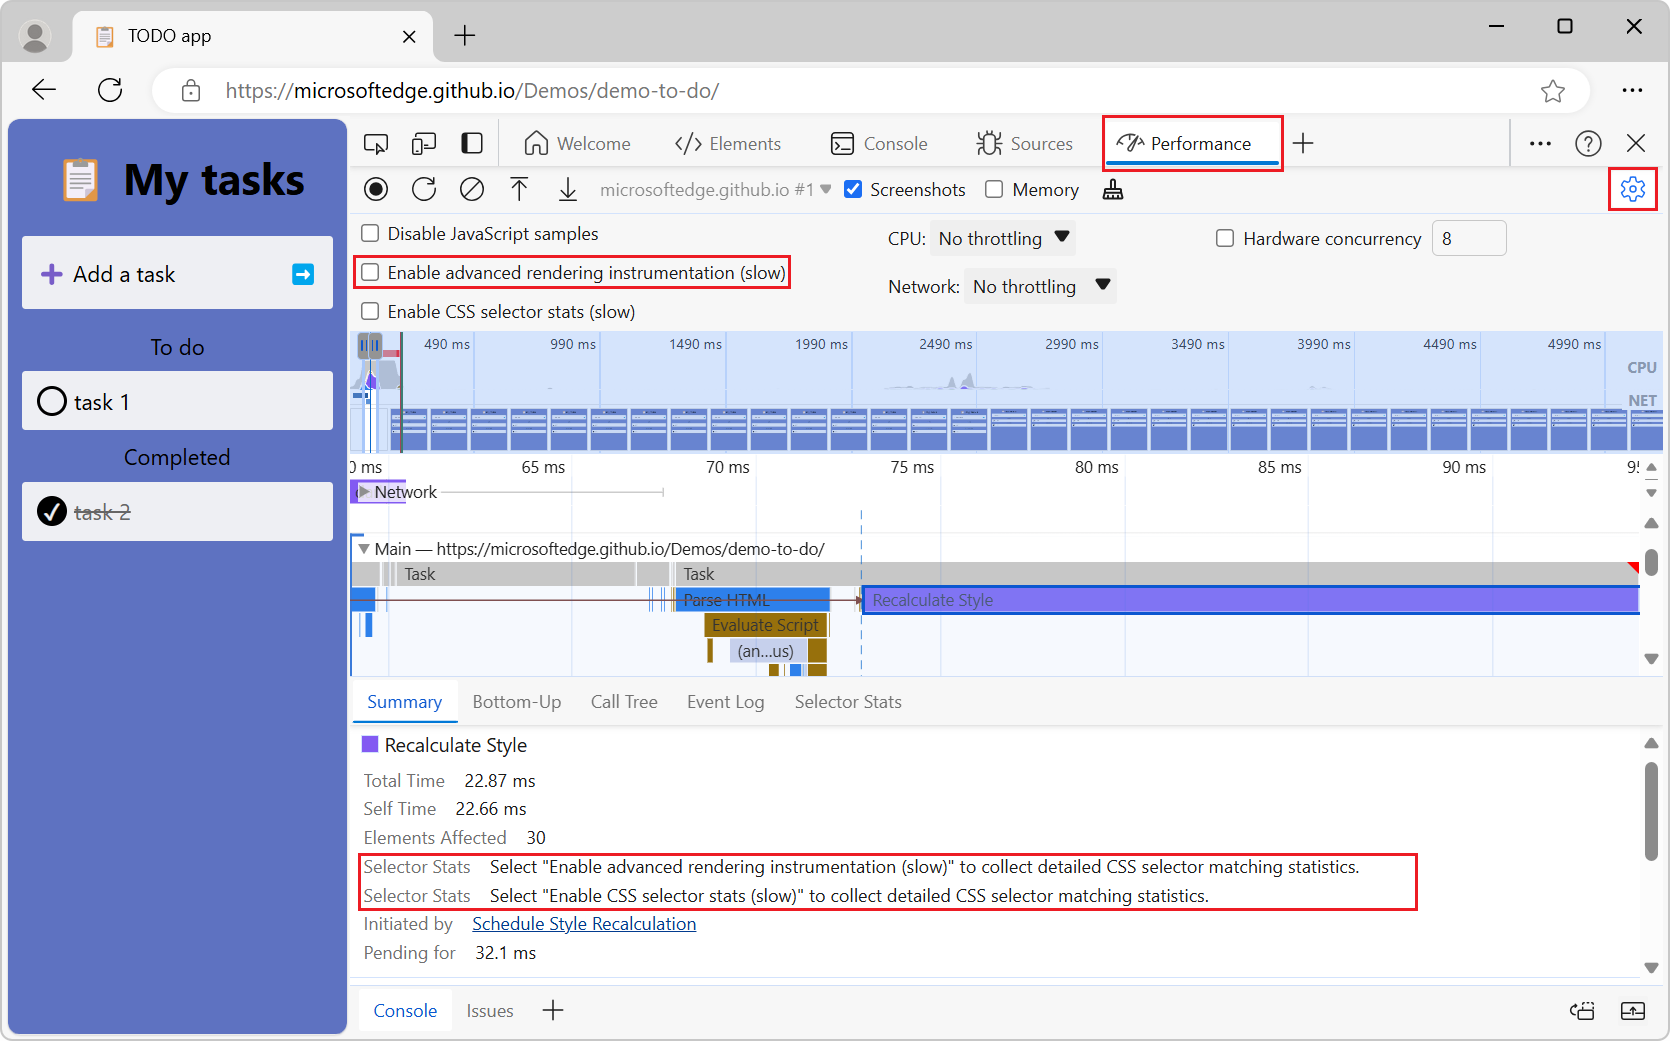 TODO app
https://microsoftedge.github.io/Demos/demo-to-do/
My tasks
Add a task
To do
task 1
Completed
task 2
Welcome
Elements
Console
Sources
Performance
microsoftedge.github.io #1
Screenshots
Memory
Disable JavaScript samples
Enable advanced rendering instrumentation (slow)
Enable CSS selector stats (slow)
CPU: No throttling
Network: No throttling
Hardware concurrency 8
490 ms 990 ms 1490 ms 1990 ms 2490 ms 2990 ms 3490 ms 3990 ms 4490 ms 4990 ms
CPU
NET
0 ms 65 ms 70 ms 75 ms 80 ms 85 ms 90 ms 95
Network
Main — https://microsoftedge.github.io/Demos/demo-to-do/
Task Task
Parse HTML Recalculate Style
Evaluate Script
(an...us)
Summary Bottom-Up Call Tree Event Log Selector Stats
Recalculate Style
Total Time 22.87 ms
Self Time 22.66 ms
Elements Affected 30
Selector Stats Select "Enable advanced rendering instrumentation (slow)" to collect detailed CSS selector matching statistics.
Selector Stats Select "Enable CSS selector stats (slow)" to collect detailed CSS selector matching statistics.
Initiated by Schedule Style Recalculation
Pending for 32.1 ms
Console Issues